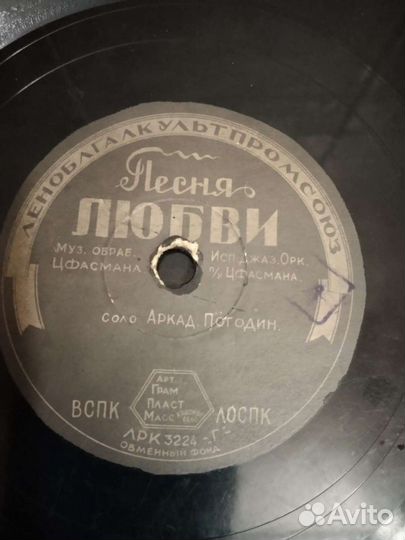 ЛЕНОБЛГАЛКУЛЬТПРОМСОЮЗ
Песня
ЛЮБВИ
Муз. обраб. Исп. Джаз. Орк.
Цфасмана п/у Цфасмана.
соло Аркад. Погодин.
Арт.
Грам
Пласт
Масс
ВСПК ЛОСПК
ЛРК 3224 -Г-
Обменный фонд
Avito